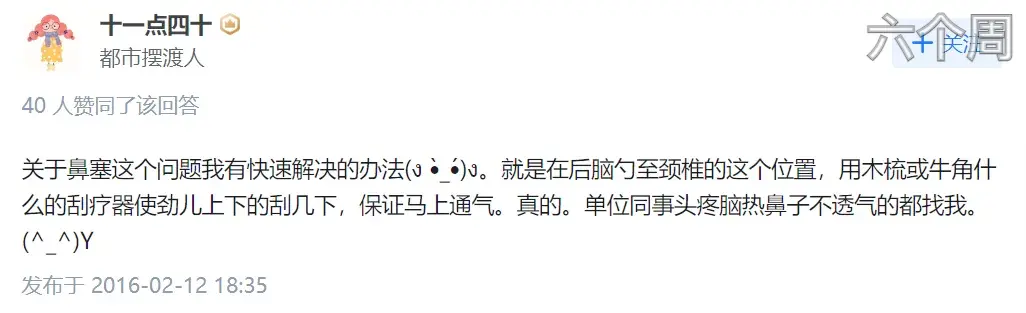 十一点四十
都市摆渡人
六个周
+ 关注
40 人赞同了该回答
关于鼻塞这个问题我有快速解决的办法(ง •̀_•́)ง。就是在后脑勺至颈椎的这个位置，用木梳或牛角什
么的刮疗器使劲儿上下的刮几下，保证马上通气。真的。单位同事头疼脑热鼻子不透气的都找我。
(^_^)Y
发布于 2016-02-12 18:35